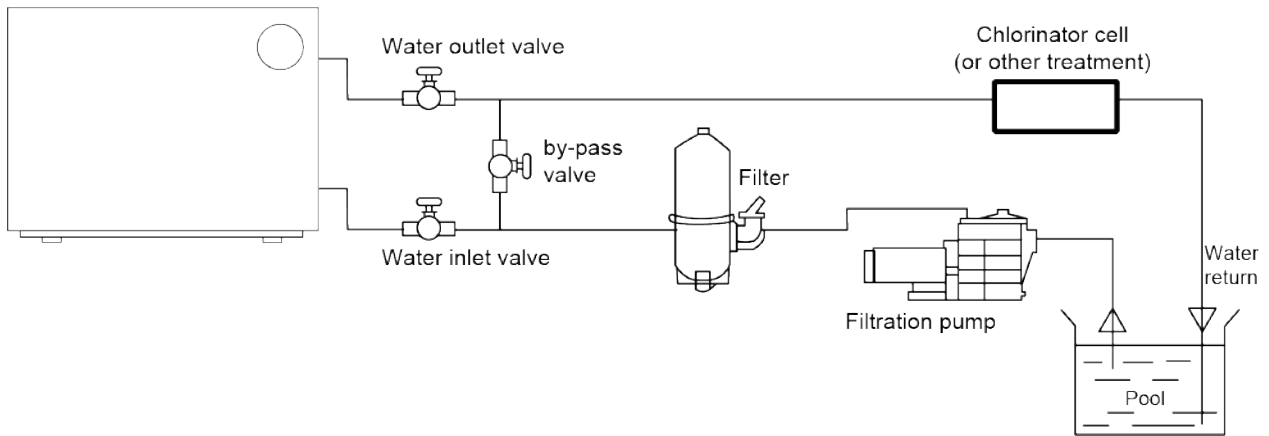 Water outlet valve
Chlorinator cell
(or other treatment)
by-pass
valve
Filter
Water inlet valve
Water
return
Filtration pump
Pool